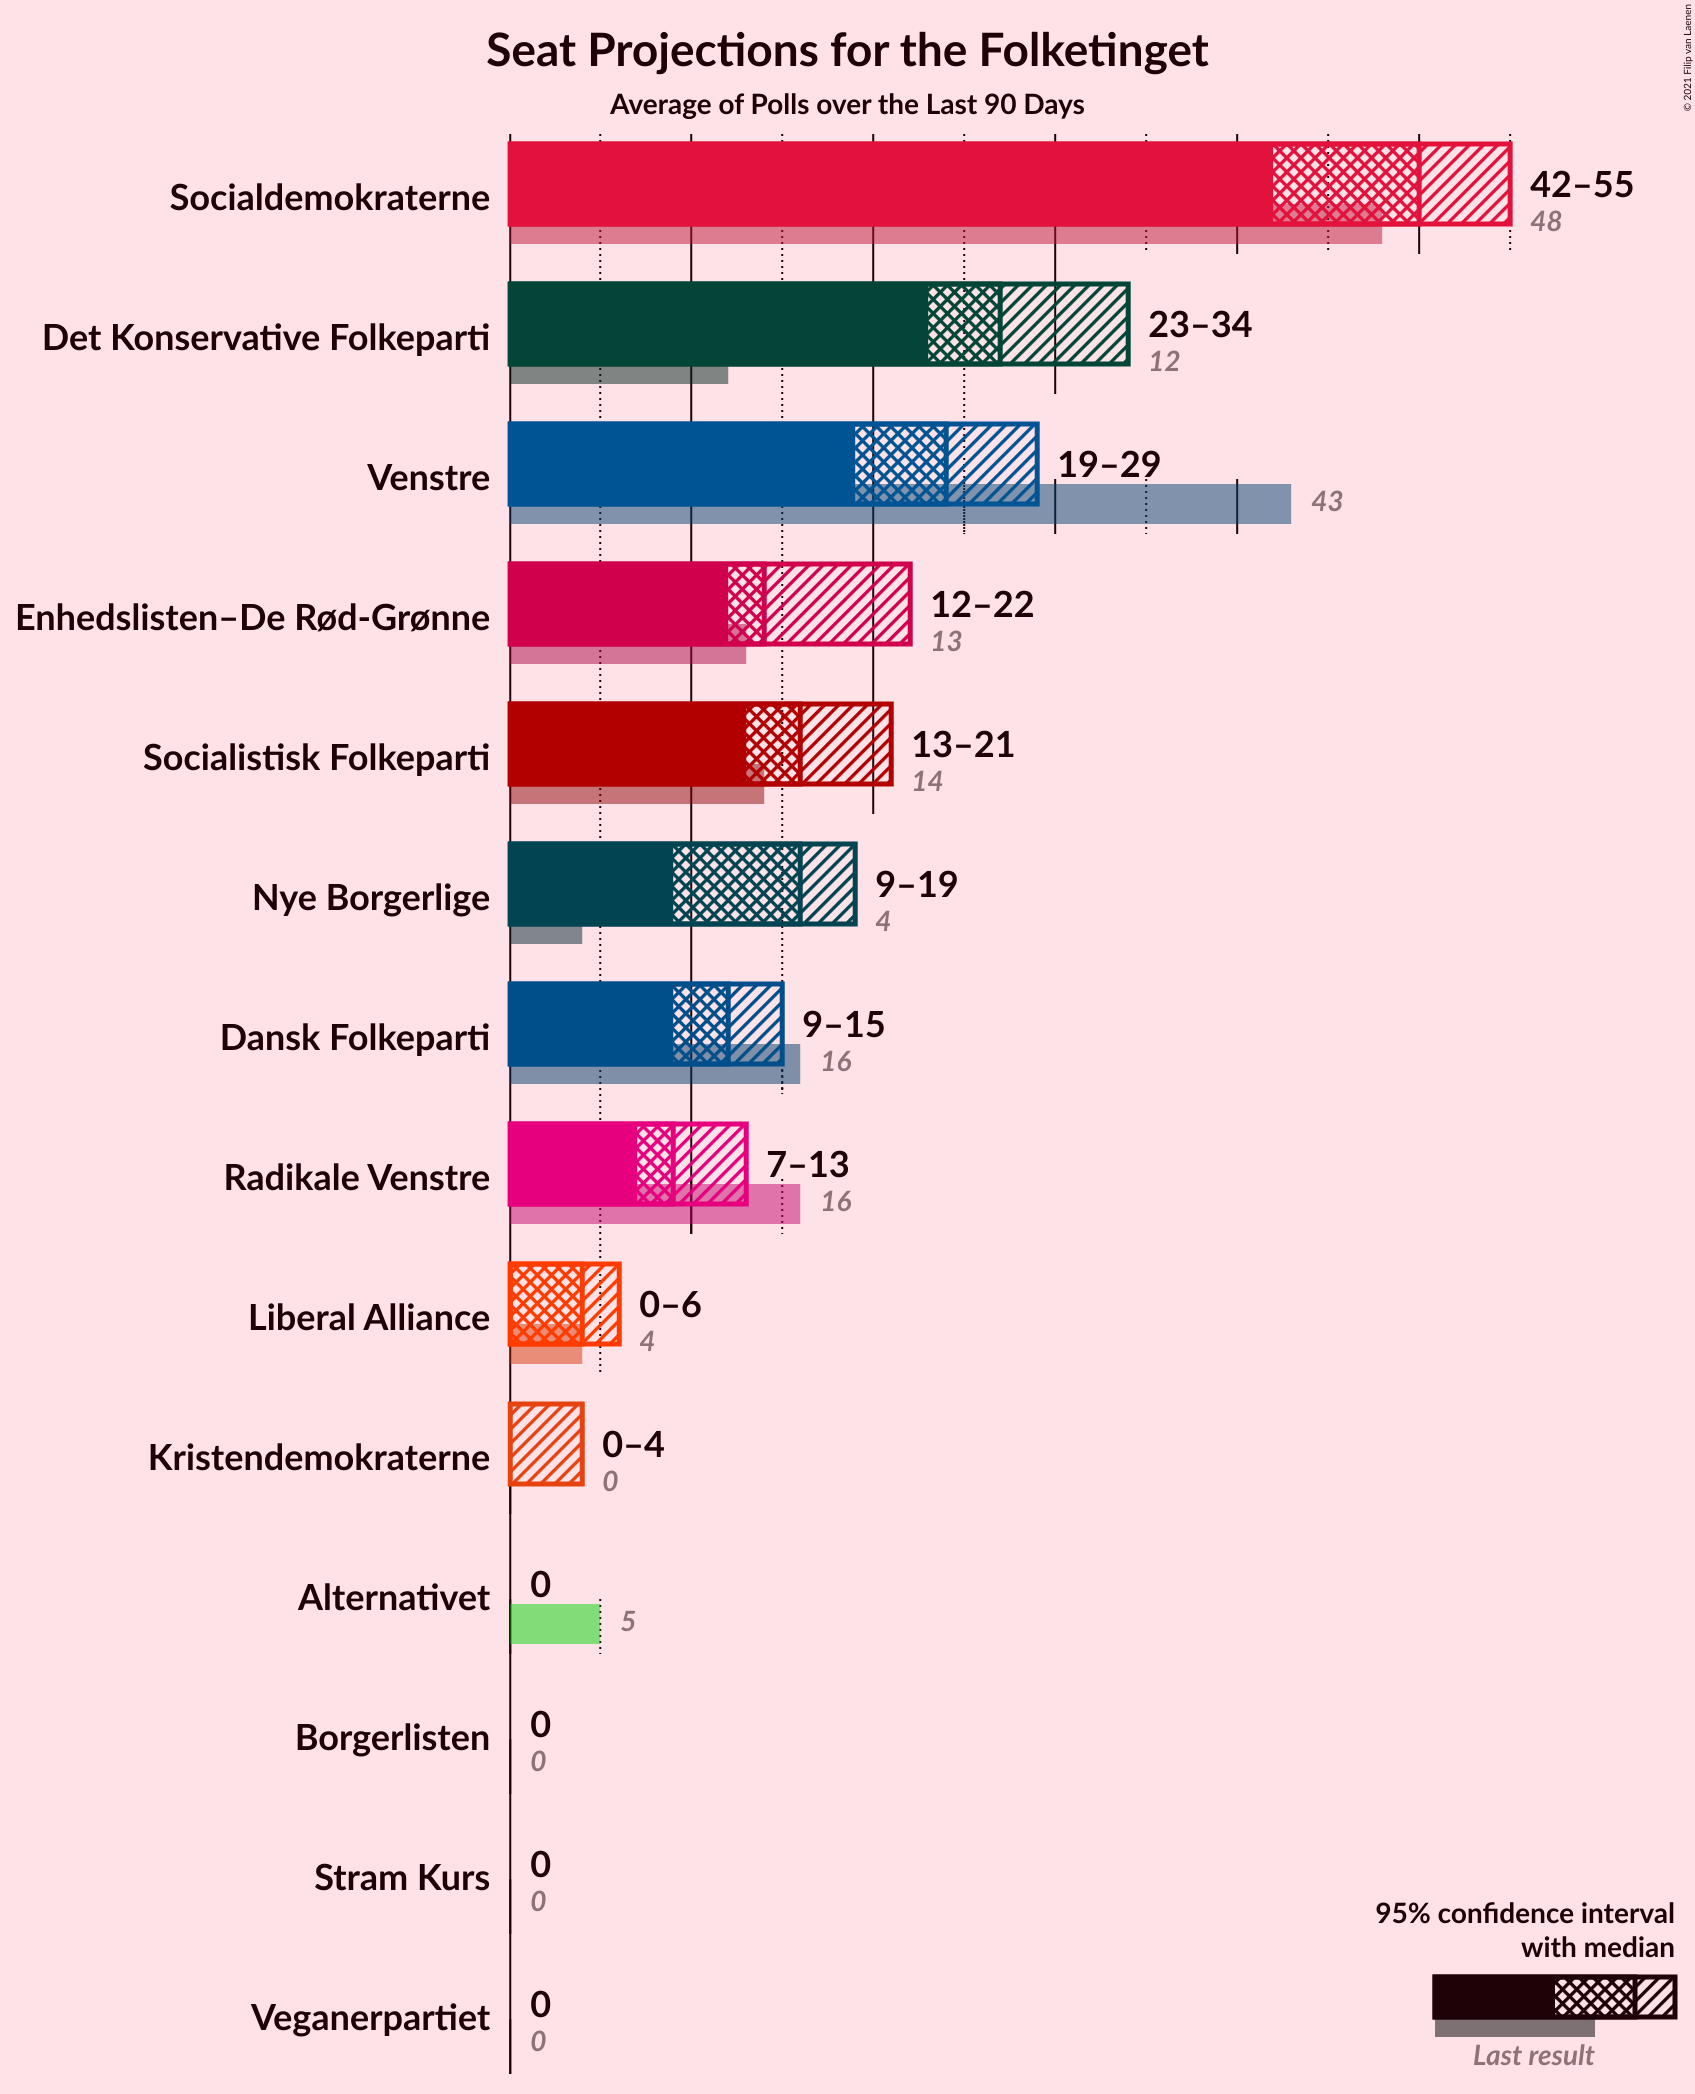 Seat Projections for the Folketinget
Average of Polls over the Last 90 Days
© 2021 Filip van Laenen
Socialdemokraterne
42–55
48
Det Konservative Folkeparti
23–34
12
Venstre
19–29
43
Enhedslisten–De Rød-Grønne
12–22
13
Socialistisk Folkeparti
13–21
14
Nye Borgerlige
9–19
4
Dansk Folkeparti
9–15
16
Radikale Venstre
7–13
16
Liberal Alliance
0–6
4
Kristendemokraterne
0–4
0
Alternativet
0
5
Borgerlisten
0
0
Stram Kurs
0
0
Veganerpartiet
0
0
95% confidence interval
with median
Last result